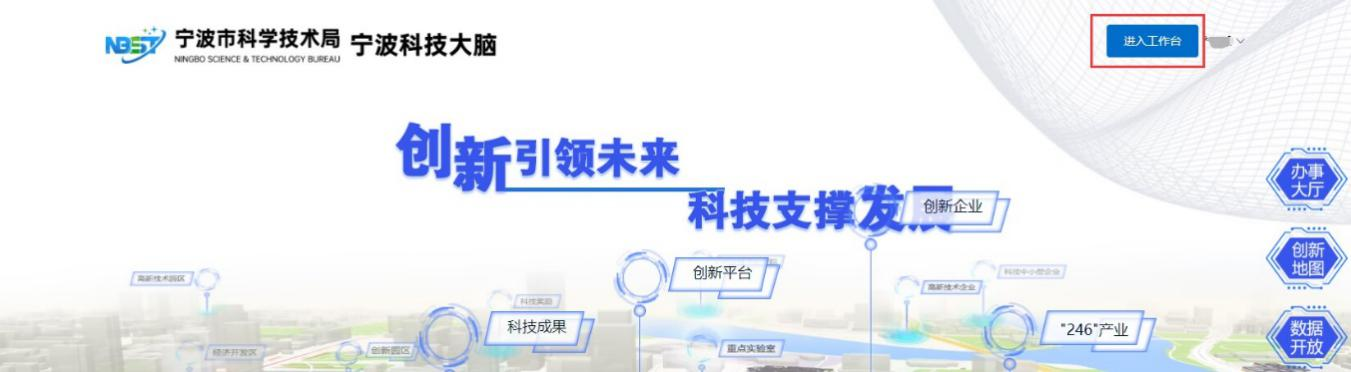 NBST 宁波市科学技术局 宁波科技大脑
NINGBO SCIENCE & TECHNOLOGY BUREAU
进入工作台
创新引领未来
科技支撑发展
创新企业
办事
大厅
创新
地图
数据
开放
创新平台
高新技术园区
科技中小型企业
高新技术企业
科技奖励
科技成果
"246"产业
经济开发区
创新园区
重点实验室